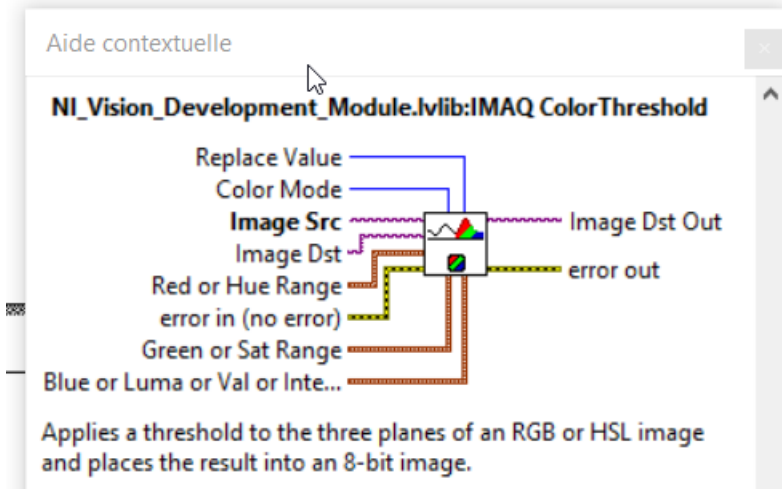 Aide contextuelle
NI_Vision_Development_Module.lvlib:IMAQ ColorThreshold
Replace Value
Color Mode
Image Src
Image Dst Out
Image Dst
error out
Red or Hue Range
error in (no error)
Green or Sat Range
Blue or Luma or Val or Inte...
Applies a threshold to the three planes of an RGB or HSL image
and places the result into an 8-bit image.